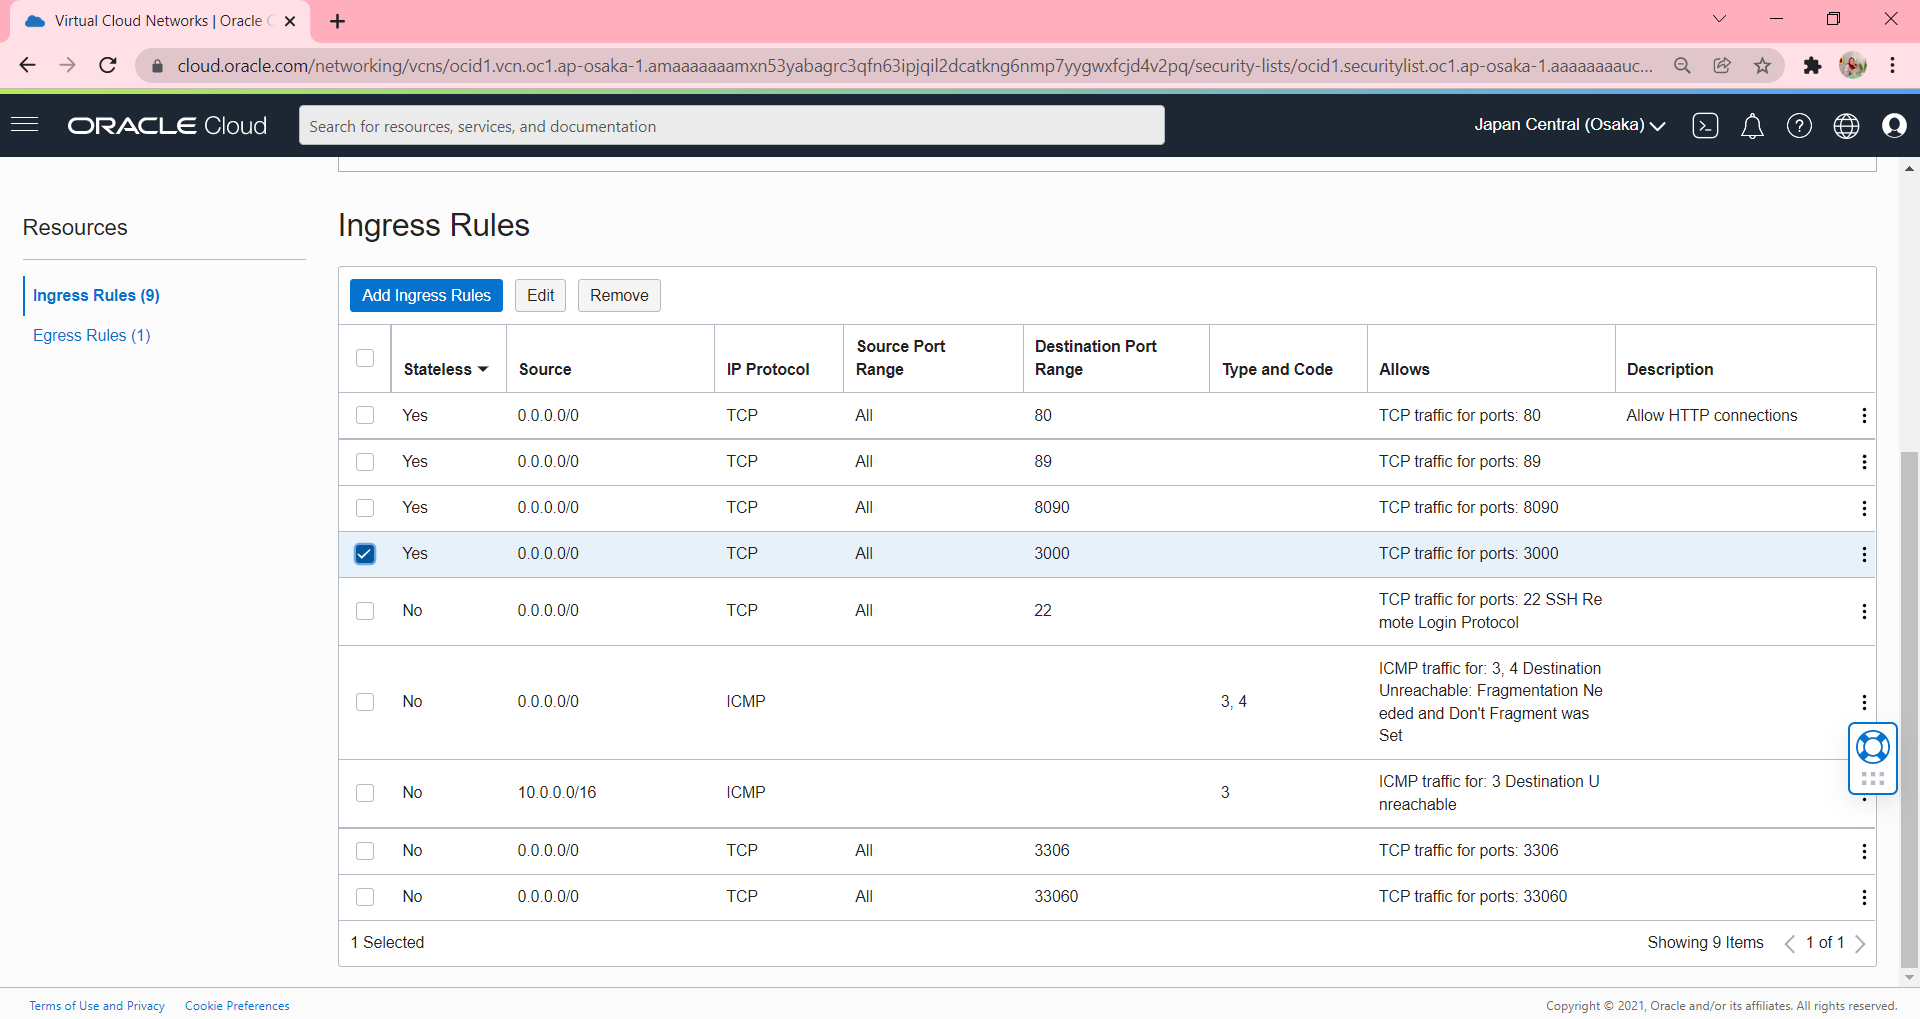 Virtual Cloud Networks | Oracle C
cloud.oracle.com/networking/vcns/ocid1.vcn.oc1.ap-osaka-1.amaaaaaaamxn53yabagrc3qfn63ipjqil2dcatkng6nmp7yygwxfcjd4v2pq/security-lists/ocid1.securitylist.oc1.ap-osaka-1.aaaaaaaauc...
ORACLE Cloud
Search for resources, services, and documentation
Japan Central (Osaka)
Resources
Ingress Rules (9)
Egress Rules (1)
Ingress Rules
Add Ingress Rules Edit Remove
Stateless Source IP Protocol Source Port Range Destination Port Range Type and Code Allows Description
Yes 0.0.0.0/0 TCP All 80 TCP traffic for ports: 80 Allow HTTP connections
Yes 0.0.0.0/0 TCP All 89 TCP traffic for ports: 89
Yes 0.0.0.0/0 TCP All 8090 TCP traffic for ports: 8090
Yes 0.0.0.0/0 TCP All 3000 TCP traffic for ports: 3000
No 0.0.0.0/0 TCP All 22 TCP traffic for ports: 22 SSH Re
mote Login Protocol
No 0.0.0.0/0 ICMP 3, 4 ICMP traffic for: 3, 4 Destination
Unreachable: Fragmentation Ne
eded and Don't Fragment was
Set
No 10.0.0.0/16 ICMP 3 ICMP traffic for: 3 Destination U
nreachable
No 0.0.0.0/0 TCP All 3306 TCP traffic for ports: 3306
No 0.0.0.0/0 TCP All 33060 TCP traffic for ports: 33060
1 Selected
Showing 9 Items 1 of 1
Terms of Use and Privacy Cookie Preferences
Copyright © 2021, Oracle and/or its affiliates. All rights reserved.